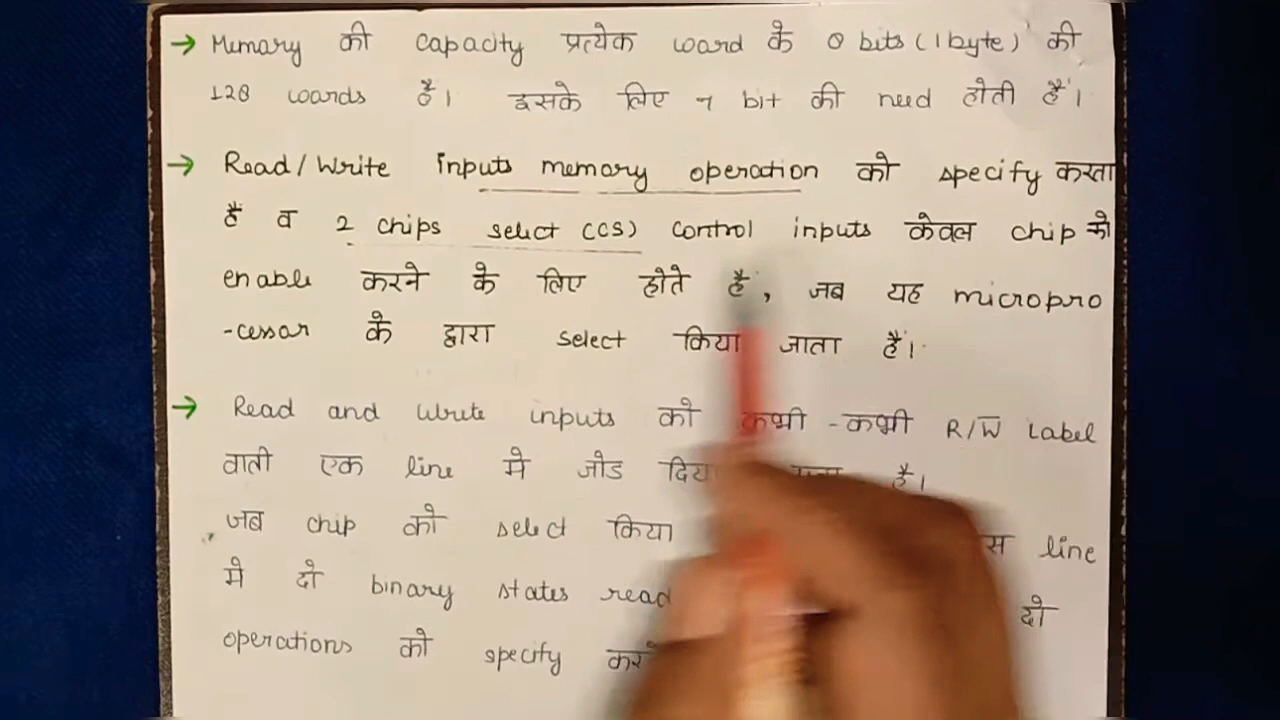 → Memory की capacity प्रत्येक word के 8 bits (1 byte) की
128 words है। इसके लिए 7 bit की need होती है।
→ Read/Write inputs memory operation को specify करता
है व 2 chips select (CS) control inputs केवल chip को
enable करने के लिए होते है, जब यह micropro
-cessor के द्वारा select किया जाता है।
→ Read and write inputs को कभी-कभी R/W̅ Label
वाली एक line मे जोड है।
जब chip को select किया line
मे दो binary states read दो
operations को specify